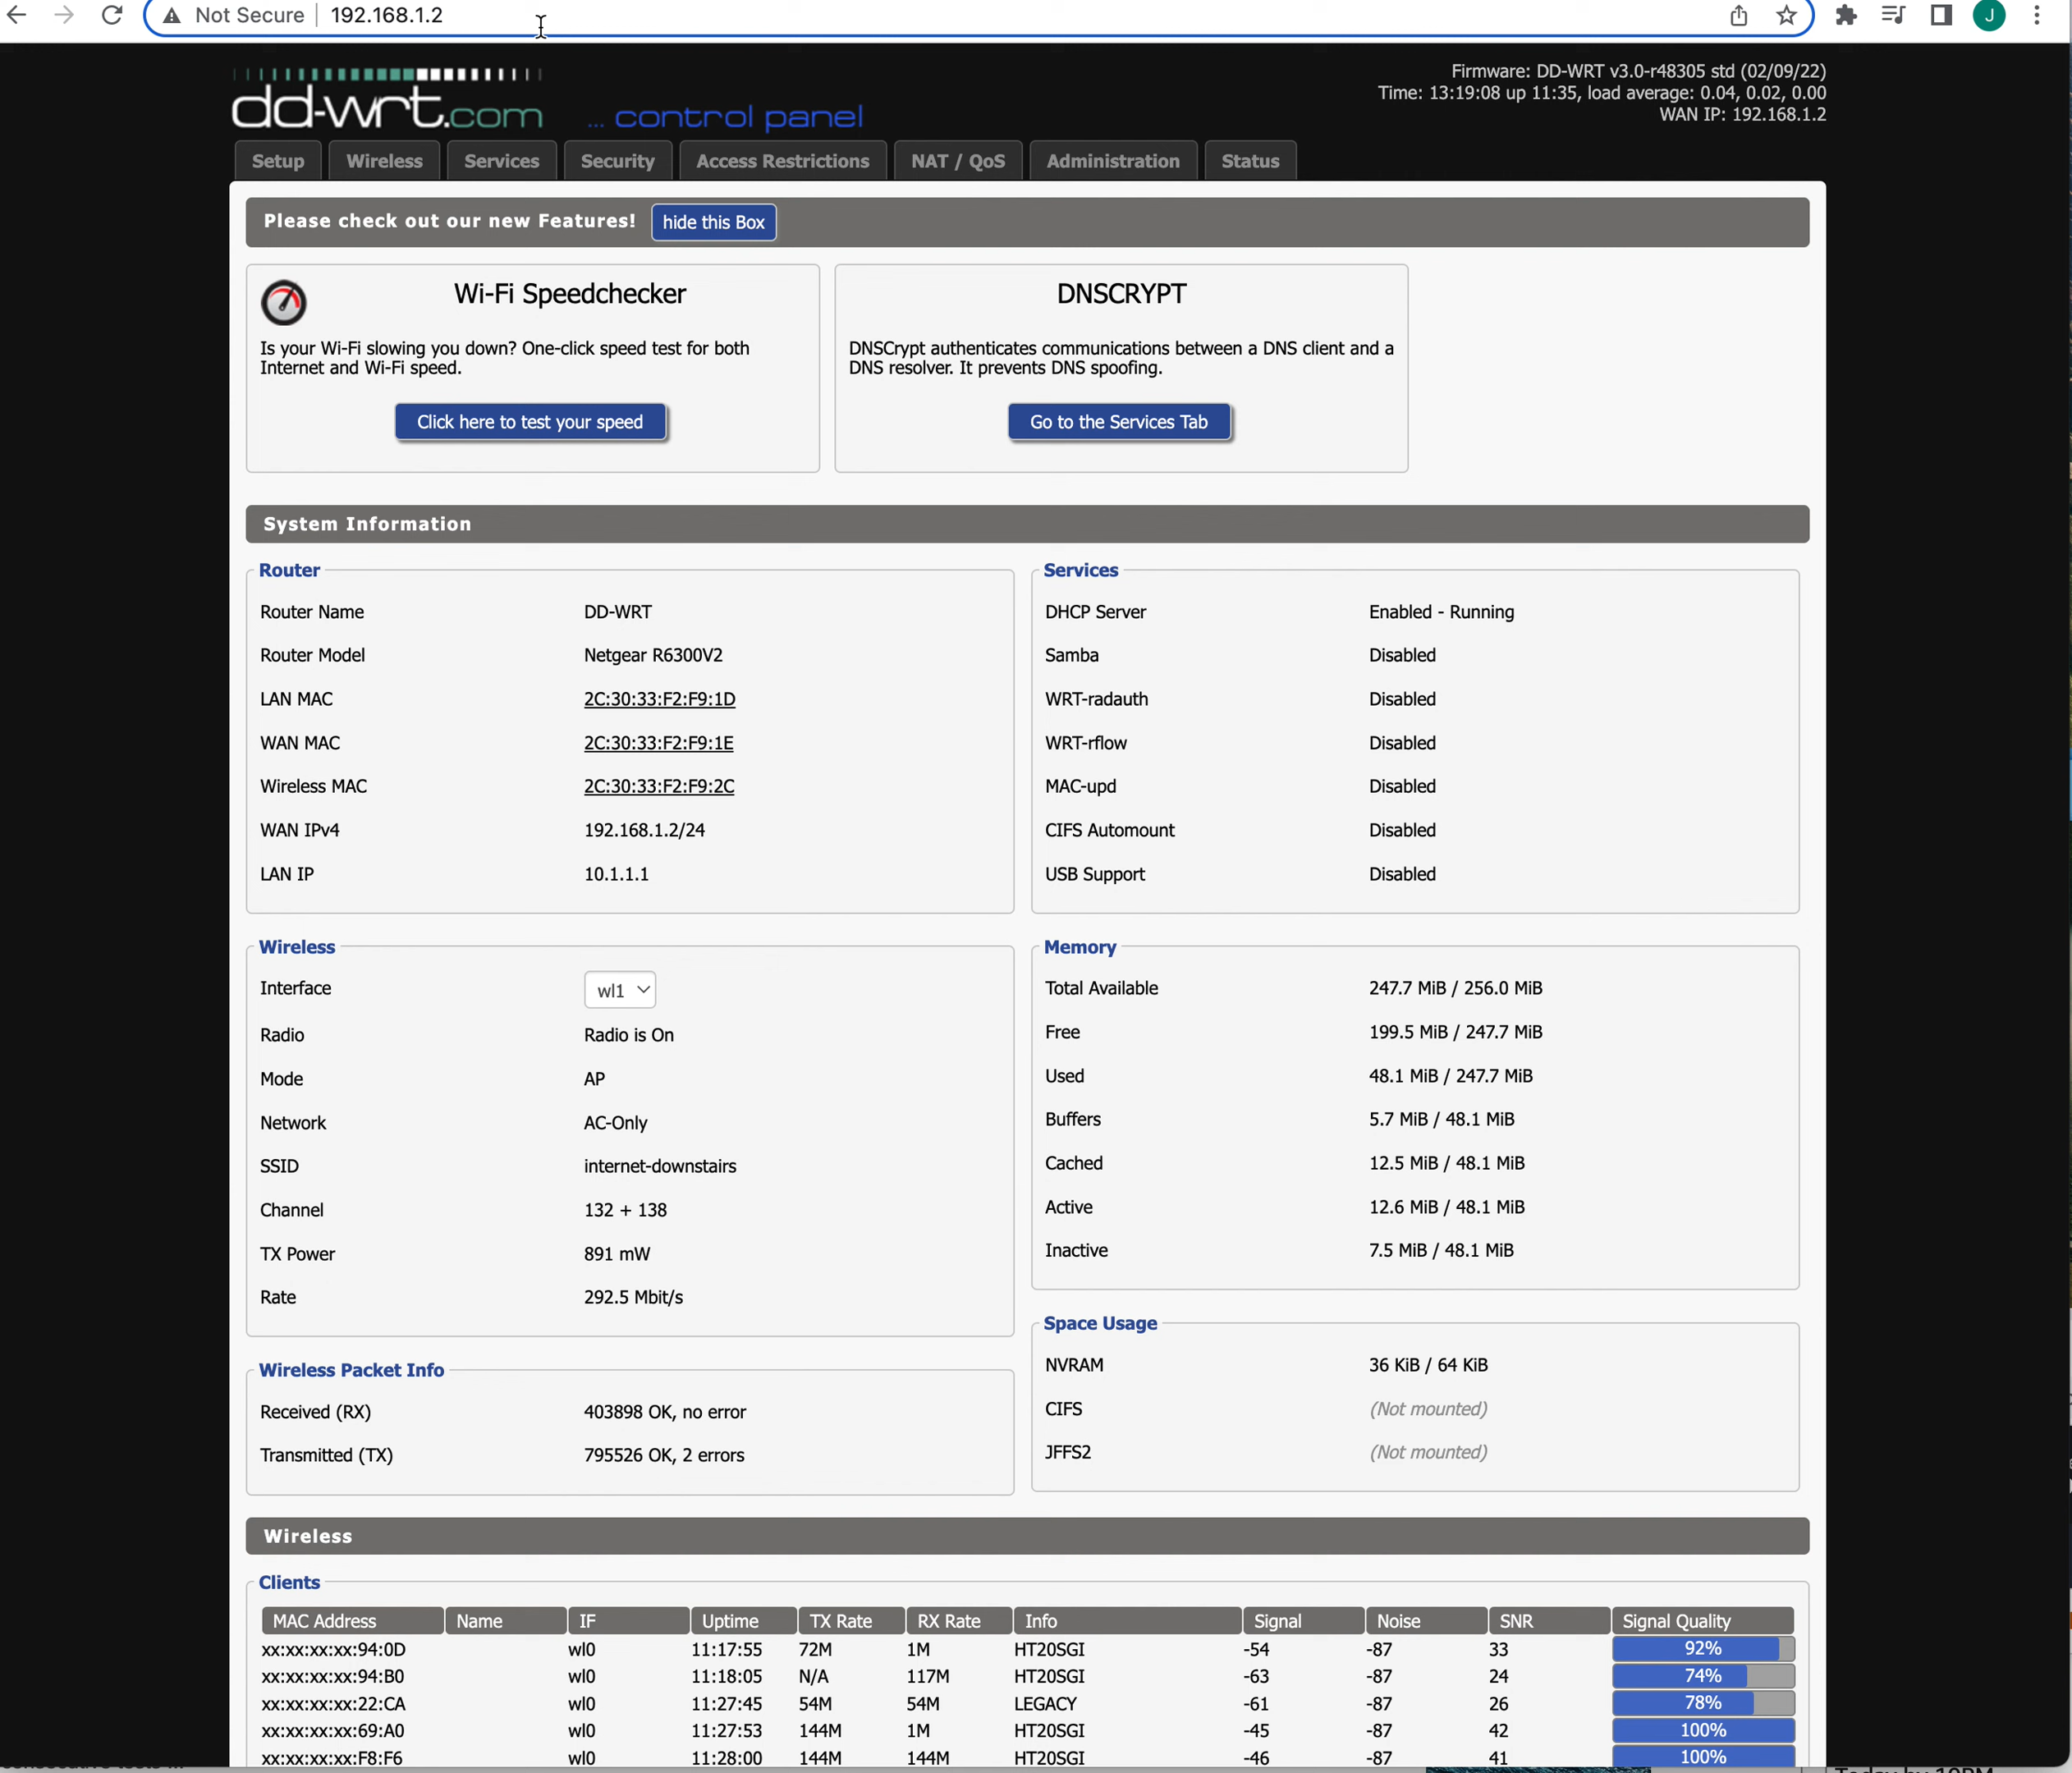 Not Secure 192.168.1.2
J
dd-wrt.com ... control panel
Firmware: DD-WRT v3.0-r48305 std (02/09/22)
Time: 13:19:08 up 11:35, load average: 0.04, 0.02, 0.00
WAN IP: 192.168.1.2
Setup Wireless Services Security Access Restrictions NAT / QoS Administration Status
Please check out our new Features! hide this Box
Wi-Fi Speedchecker
Is your Wi-Fi slowing you down? One-click speed test for both
Internet and Wi-Fi speed.
Click here to test your speed
DNSCRYPT
DNSCrypt authenticates communications between a DNS client and a
DNS resolver. It prevents DNS spoofing.
Go to the Services Tab
System Information
Router
Router Name DD-WRT
Router Model Netgear R6300V2
LAN MAC 2C:30:33:F2:F9:1D
WAN MAC 2C:30:33:F2:F9:1E
Wireless MAC 2C:30:33:F2:F9:2C
WAN IPv4 192.168.1.2/24
LAN IP 10.1.1.1
Services
DHCP Server Enabled - Running
Samba Disabled
WRT-radauth Disabled
WRT-rflow Disabled
MAC-upd Disabled
CIFS Automount Disabled
USB Support Disabled
Wireless
Interface wl1
Radio Radio is On
Mode AP
Network AC-Only
SSID internet-downstairs
Channel 132 + 138
TX Power 891 mW
Rate 292.5 Mbit/s
Memory
Total Available 247.7 MiB / 256.0 MiB
Free 199.5 MiB / 247.7 MiB
Used 48.1 MiB / 247.7 MiB
Buffers 5.7 MiB / 48.1 MiB
Cached 12.5 MiB / 48.1 MiB
Active 12.6 MiB / 48.1 MiB
Inactive 7.5 MiB / 48.1 MiB
Wireless Packet Info
Received (RX) 403898 OK, no error
Transmitted (TX) 795526 OK, 2 errors
Space Usage
NVRAM 36 KiB / 64 KiB
CIFS (Not mounted)
JFFS2 (Not mounted)
Wireless
Clients
MAC Address Name IF Uptime TX Rate RX Rate Info Signal Noise SNR Signal Quality
xx:xx:xx:xx:94:0D wl0 11:17:55 72M 1M HT20SGI -54 -87 33 92%
xx:xx:xx:xx:94:B0 wl0 11:18:05 N/A 117M HT20SGI -63 -87 24 74%
xx:xx:xx:xx:22:CA wl0 11:27:45 54M 54M LEGACY -61 -87 26 78%
xx:xx:xx:xx:69:A0 wl0 11:27:53 144M 1M HT20SGI -45 -87 42 100%
xx:xx:xx:xx:F8:F6 wl0 11:28:00 144M 144M HT20SGI -46 -87 41 100%